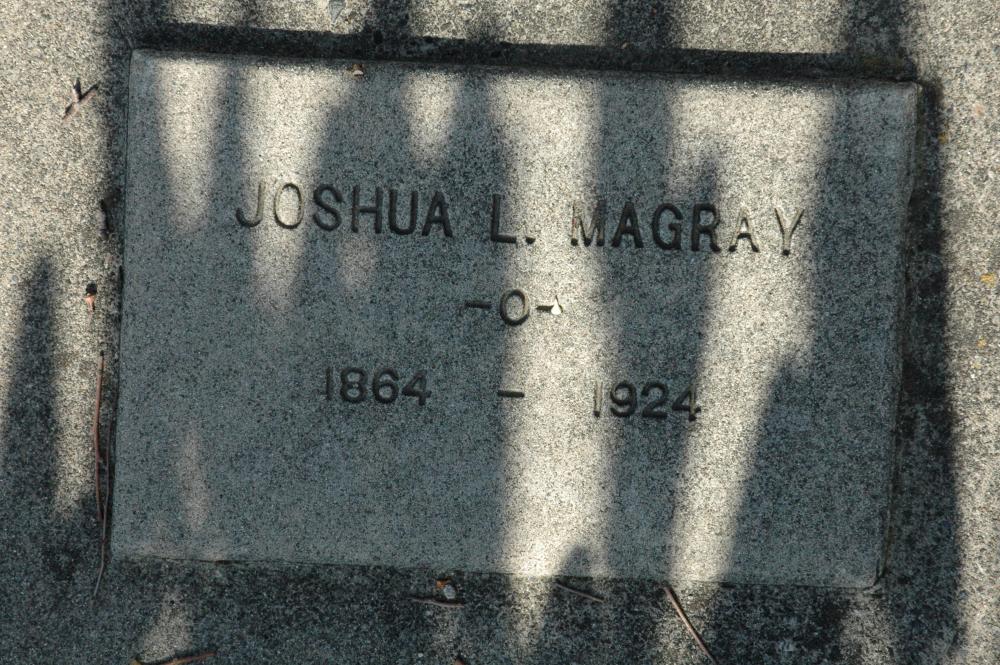 JOSHUA L. MAGRAY
-O-
1864 - 1924